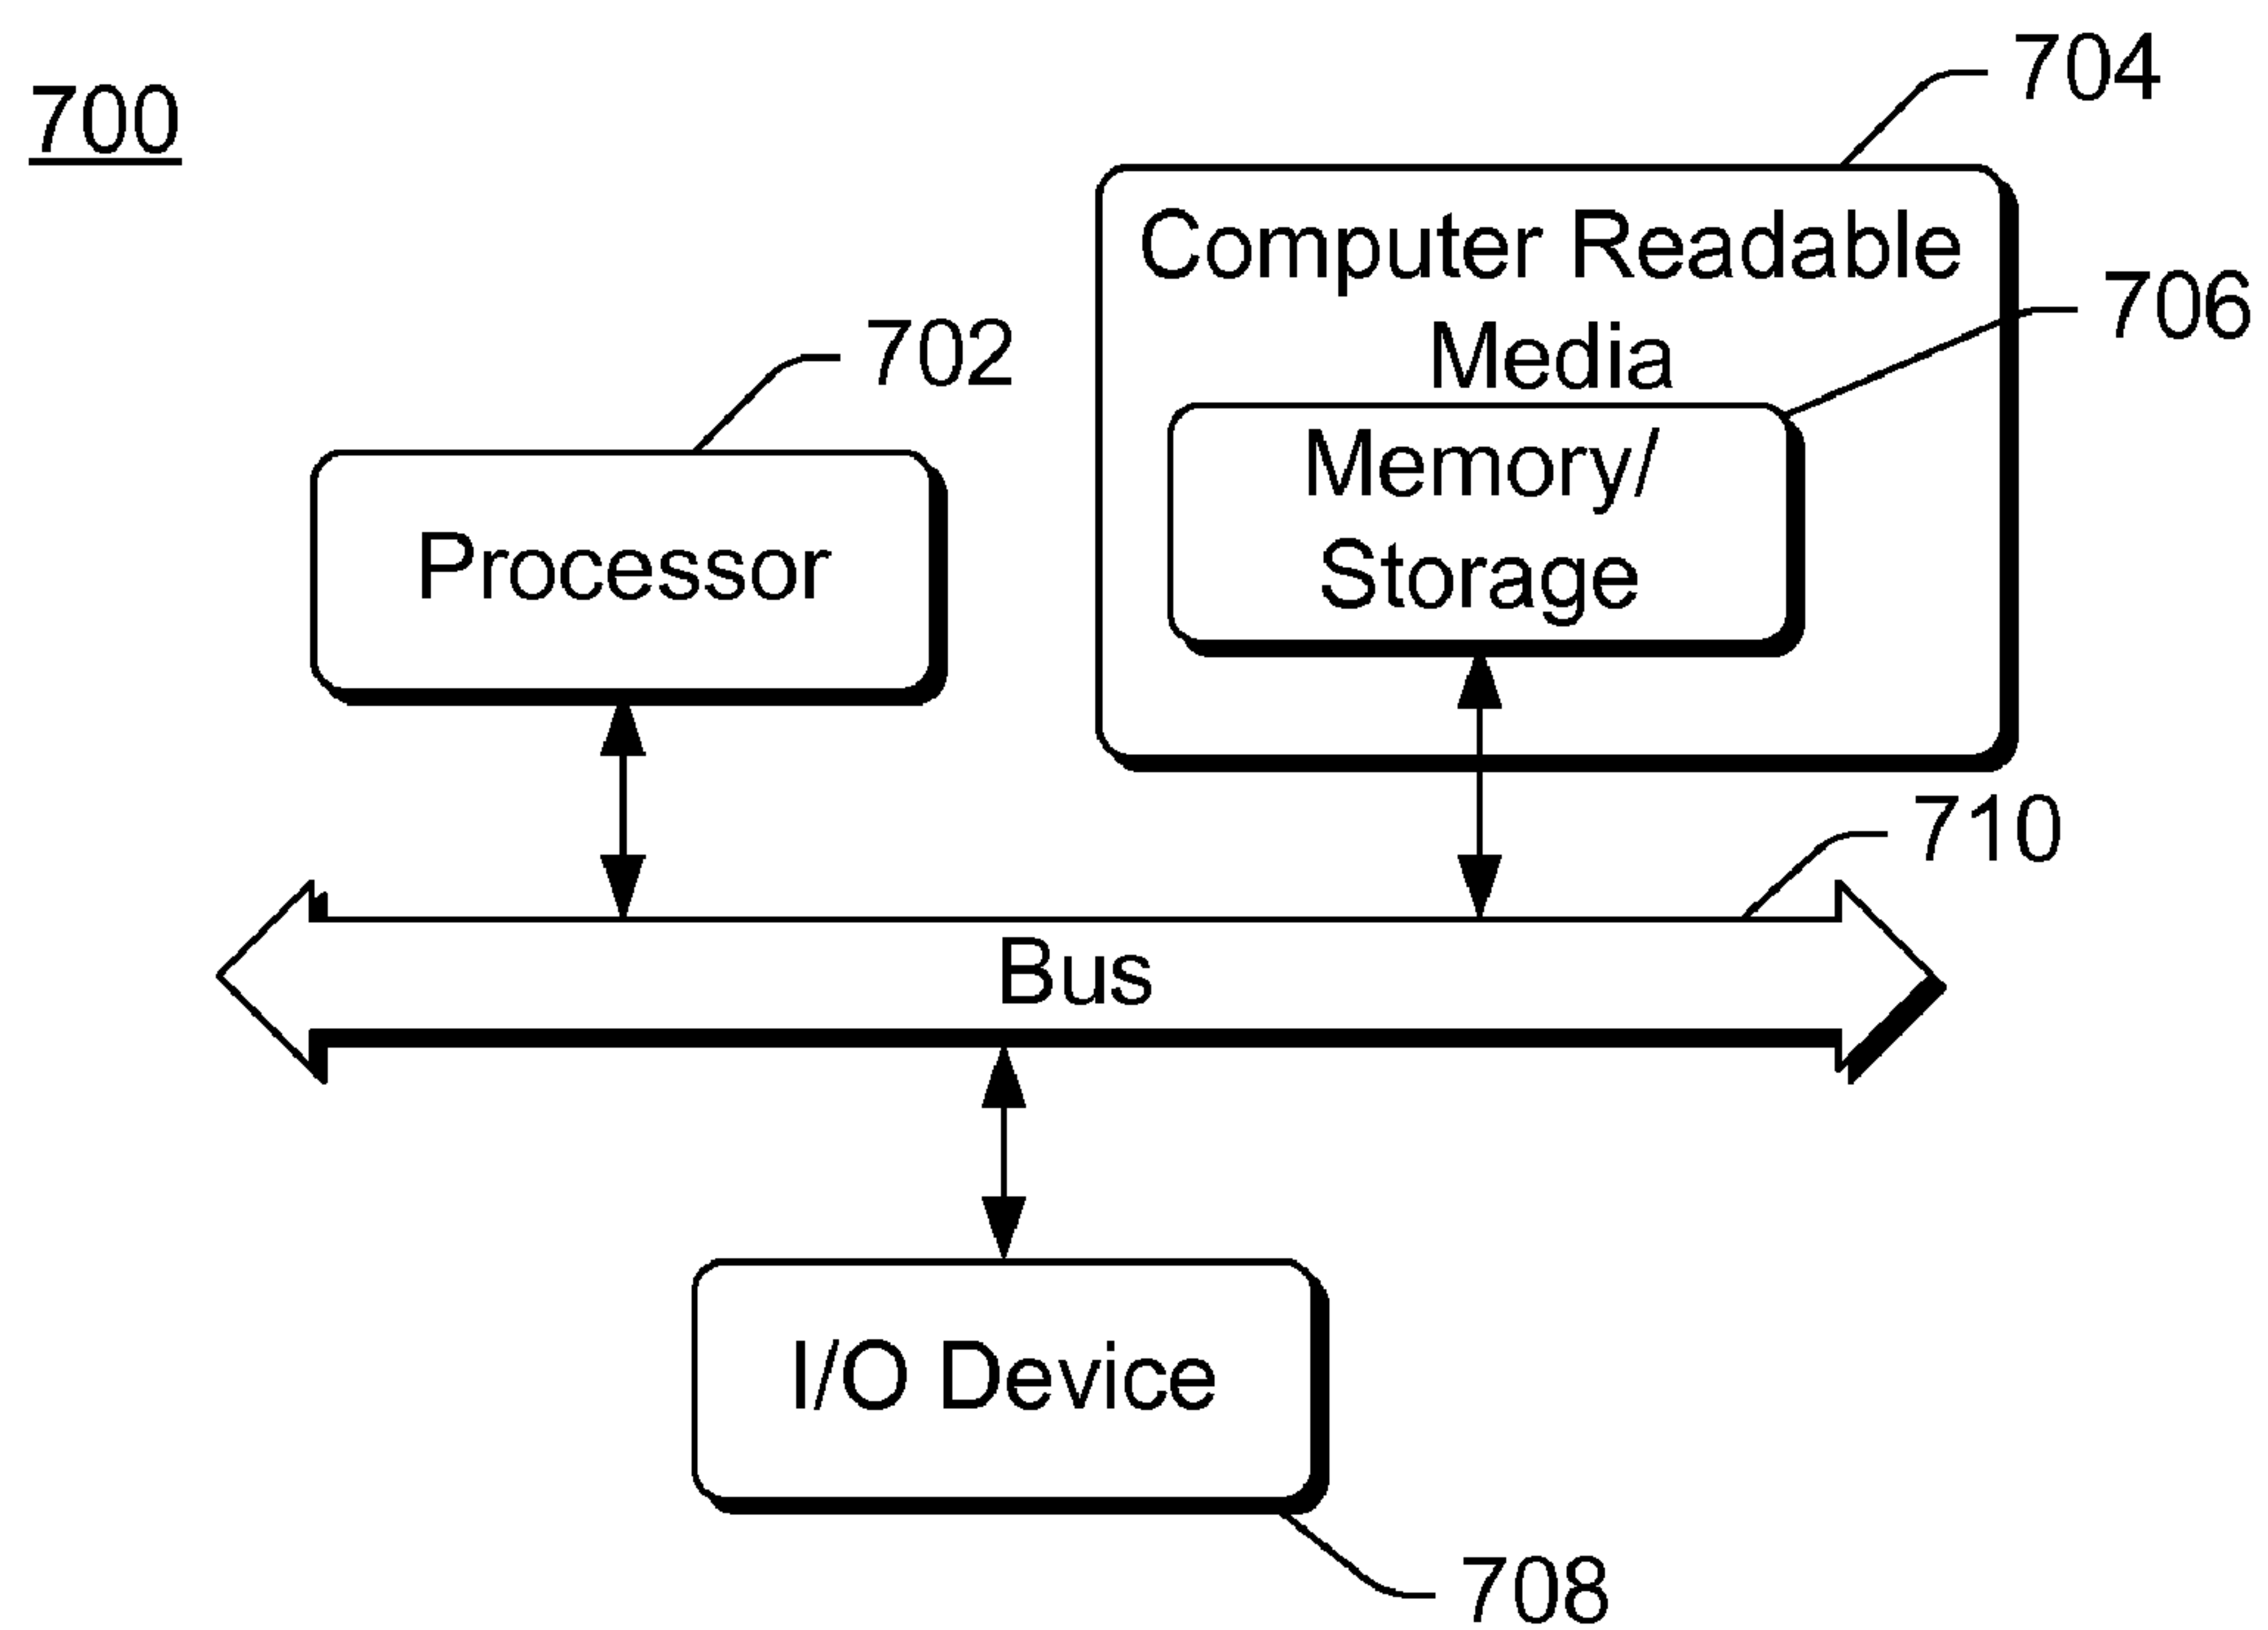 700
704
Computer Readable
Media
706
702
Memory/
Storage
Processor
710
Bus
I/O Device
708